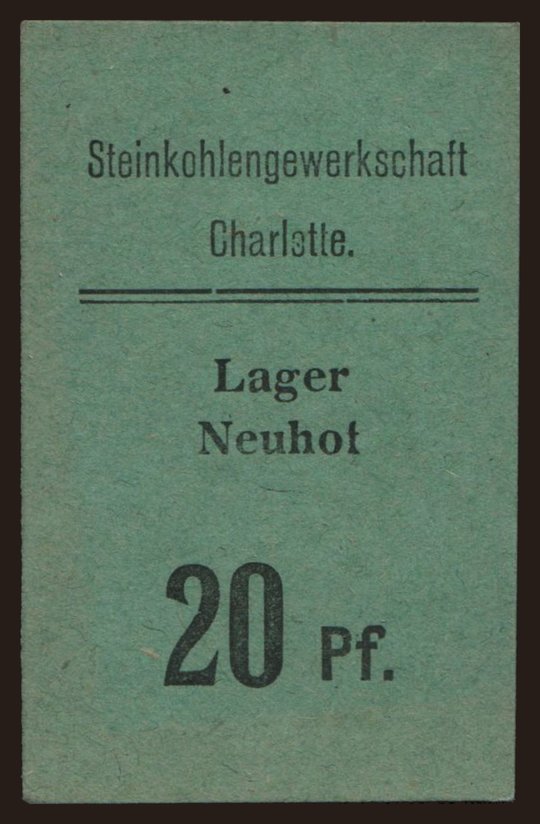 Steinkohlengewerkschaft
Charlotte.
Lager
Neuhof
20 Pf.